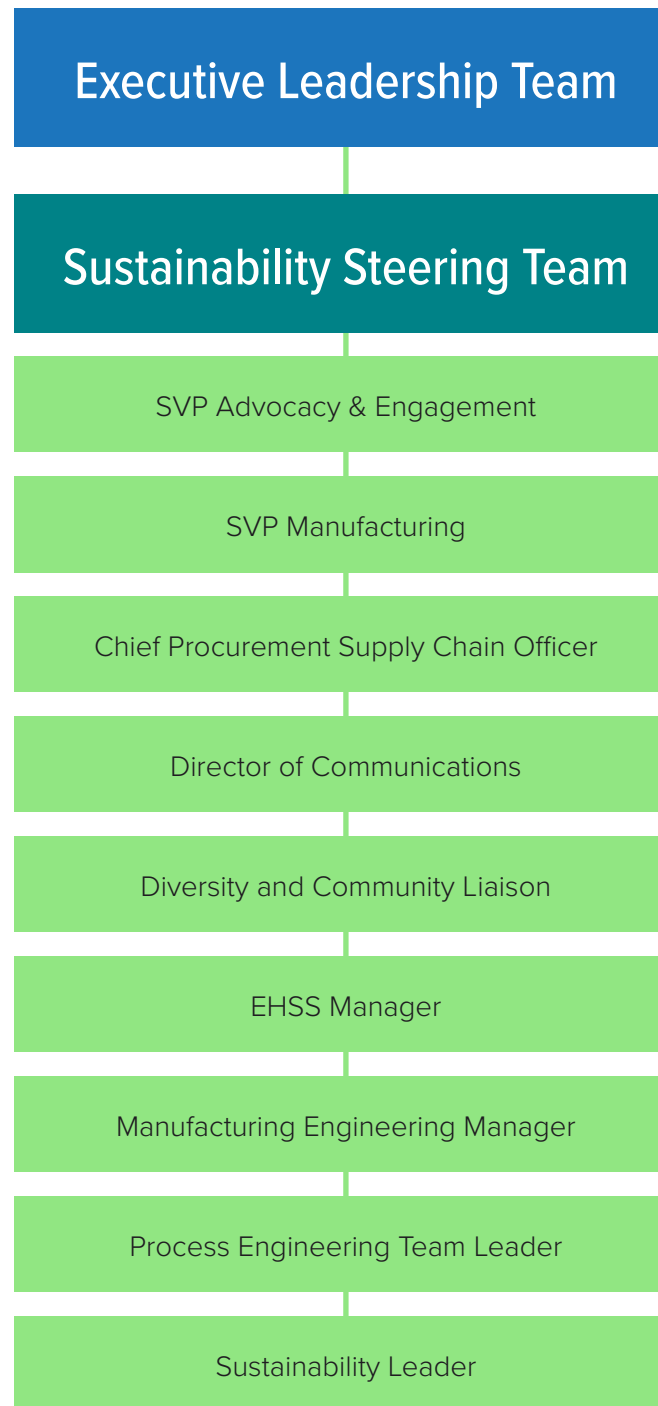 Executive Leadership Team
Sustainability Steering Team
SVP Advocacy & Engagement
SVP Manufacturing
Chief Procurement Supply Chain Officer
Director of Communications
Diversity and Community Liaison
EHSS Manager
Manufacturing Engineering Manager
Process Engineering Team Leader
Sustainability Leader